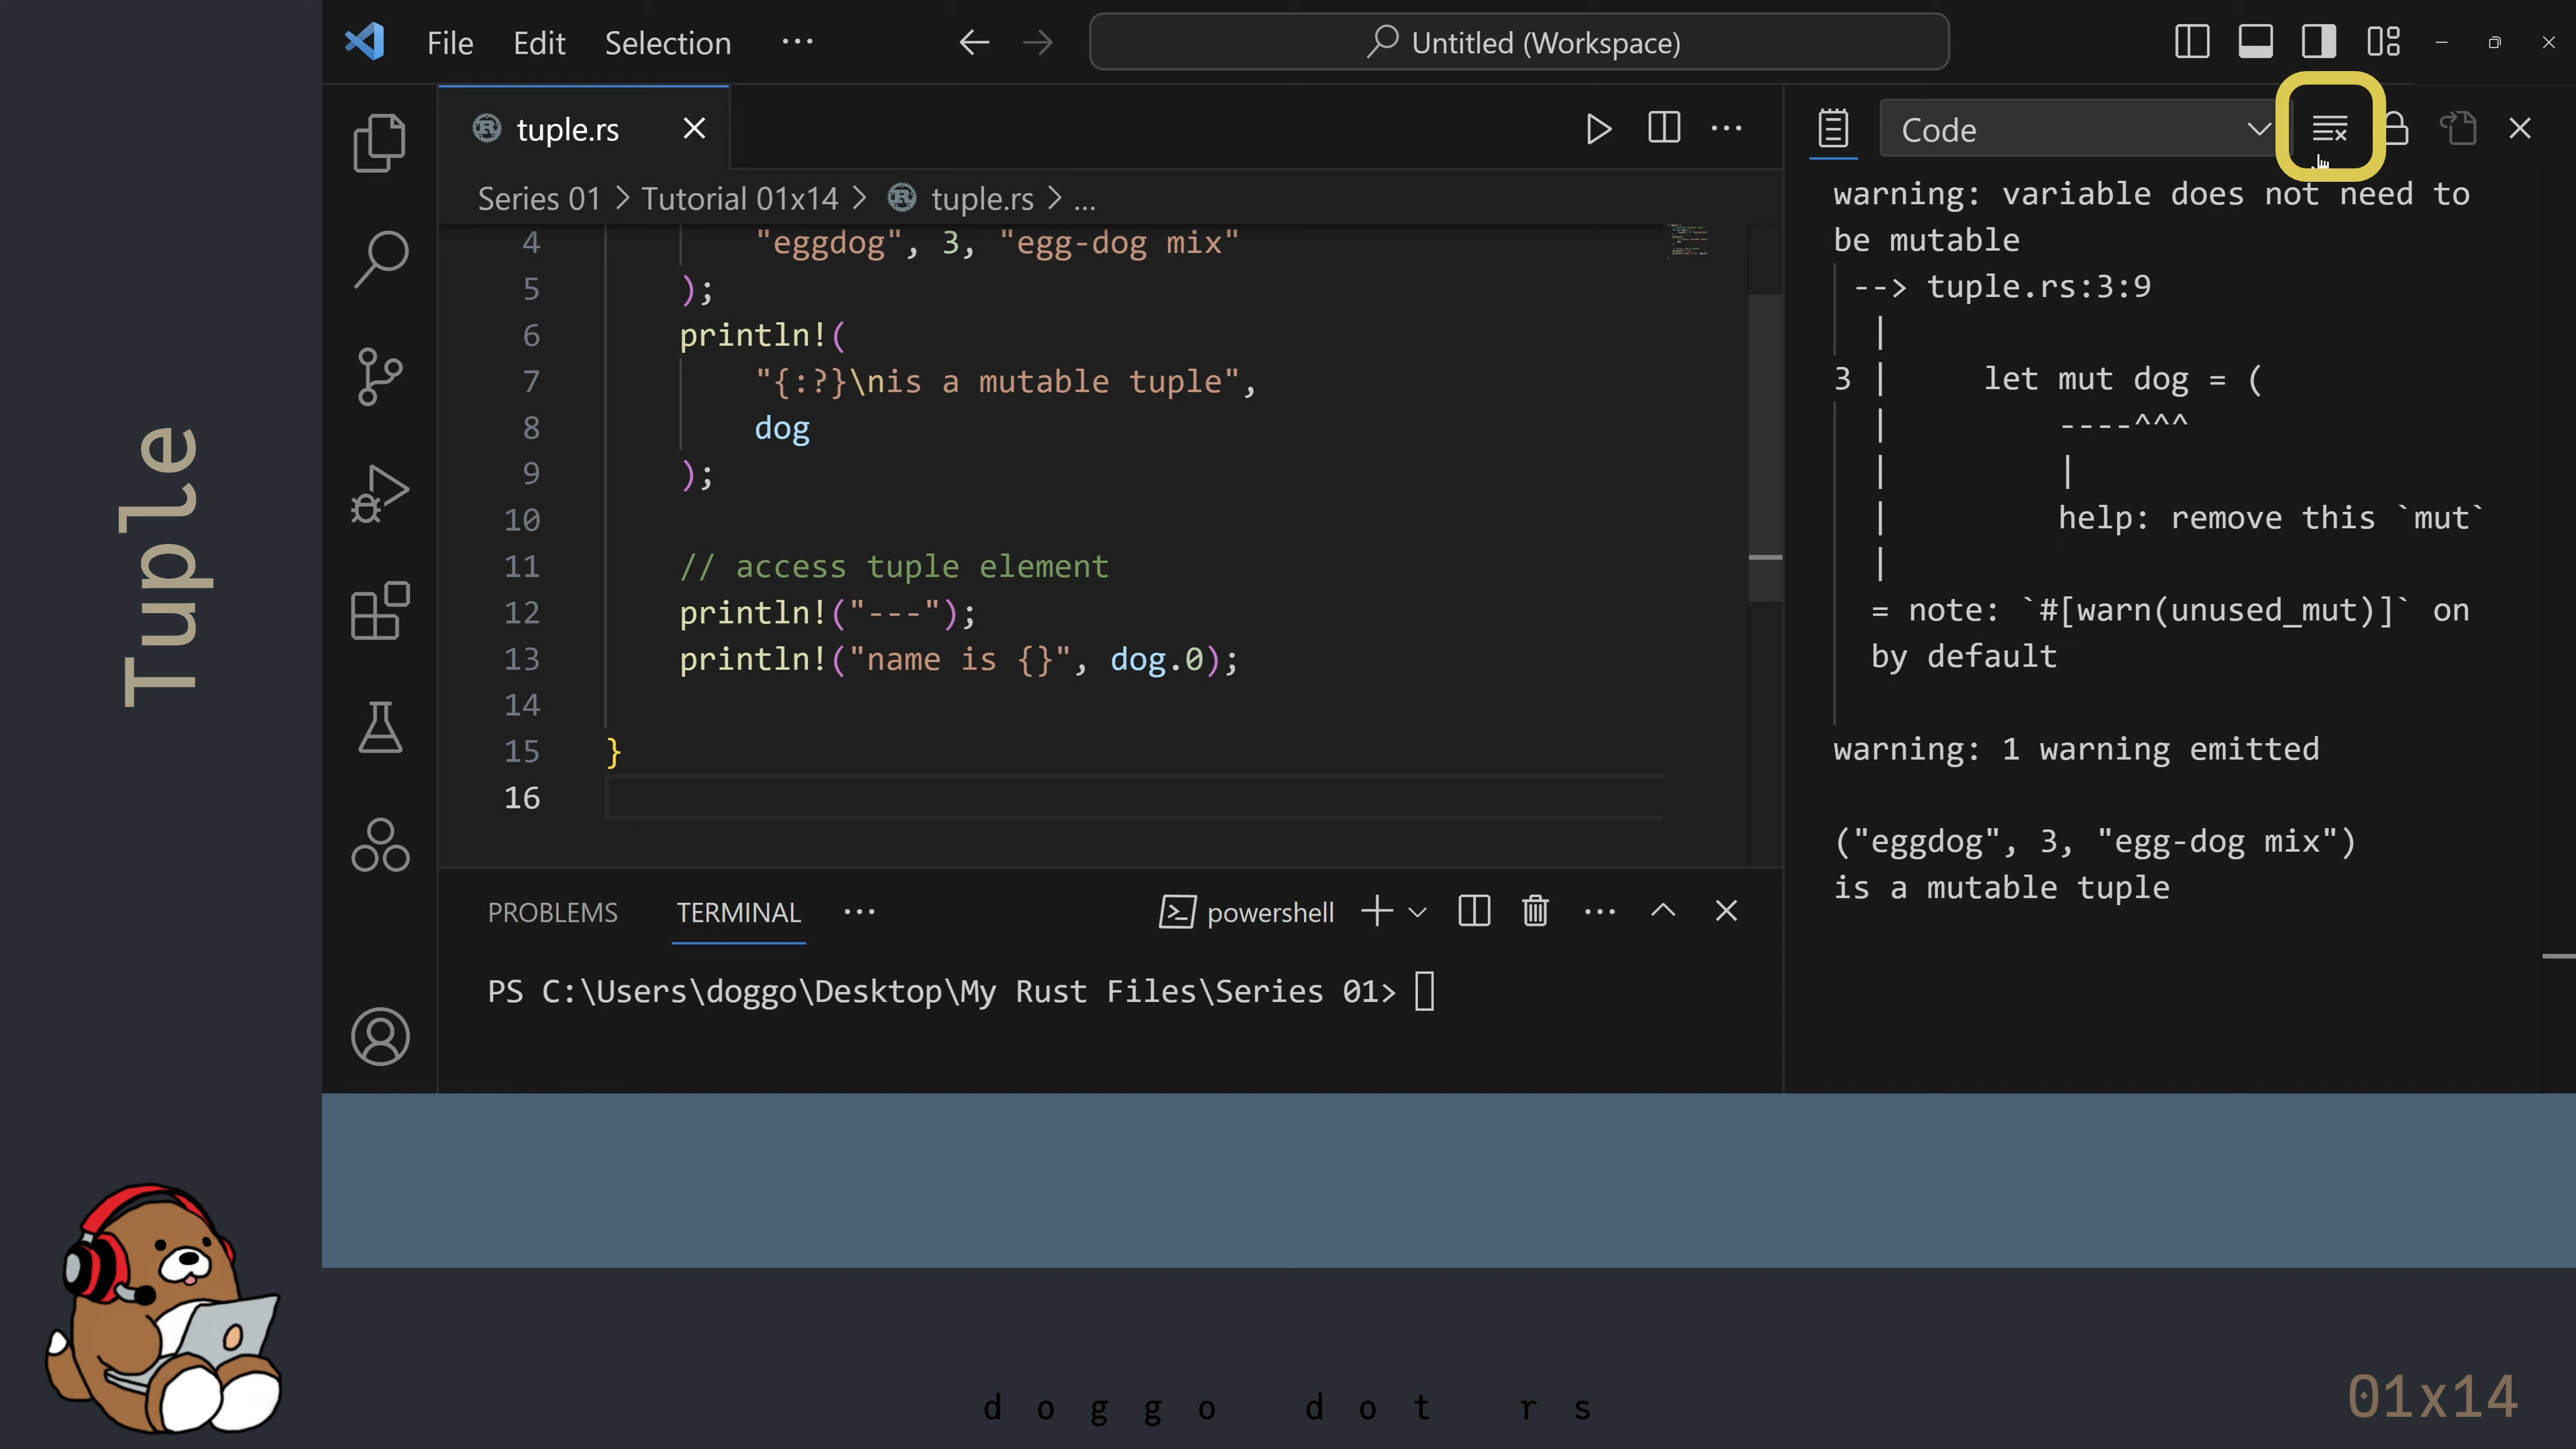 Tuple
File Edit Selection ···
Untitled (Workspace)
tuple.rs
Series 01 > Tutorial 01x14 > tuple.rs > ...
4 "eggdog", 3, "egg-dog mix"
5 );
6 println!(
7 "{:?}\nis a mutable tuple",
8 dog
9 );
10
11 // access tuple element
12 println!("---");
13 println!("name is {}", dog.0);
14
15 }
16
PROBLEMS TERMINAL ··· powershell
PS C:\Users\doggo\Desktop\My Rust Files\Series 01>
Code
warning: variable does not need to
be mutable
--> tuple.rs:3:9
|
3 | let mut dog = (
| ----^^^
| |
| help: remove this `mut`
|
= note: `#[warn(unused_mut)]` on
by default
warning: 1 warning emitted
("eggdog", 3, "egg-dog mix")
is a mutable tuple
doggo dot rs
01x14